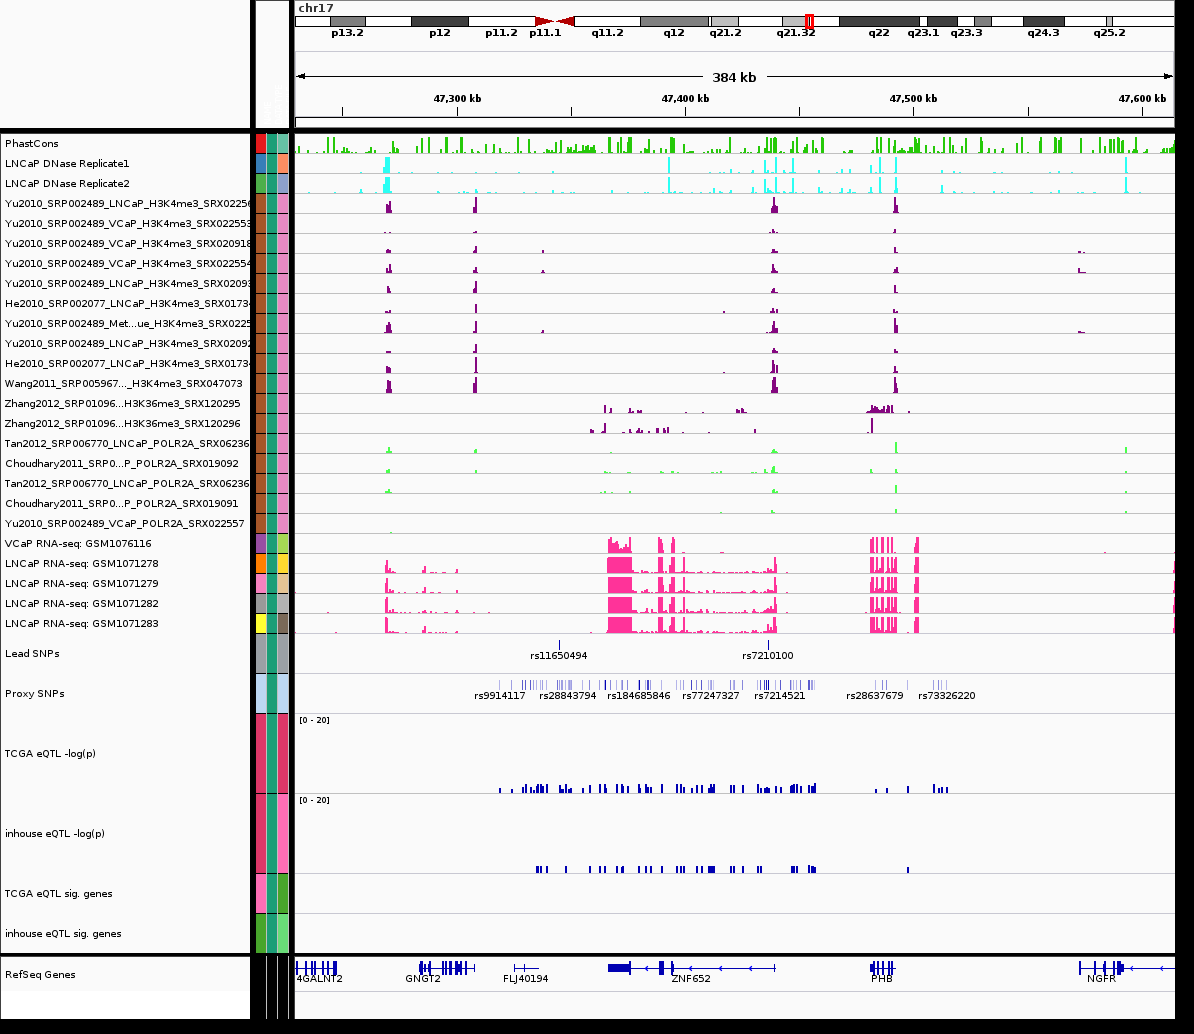 chr17
p13.2 p12 p11.2 p11.1 q11.2 q12 q21.2 q21.32 q22 q23.1 q23.3 q24.3 q25.2
384 kb
47,300 kb 47,400 kb 47,500 kb 47,600 kb
PhastCons
LNCaP DNase Replicate1
LNCaP DNase Replicate2
Yu2010_SRP002489_LNCaP_H3K4me3_SRX02250
Yu2010_SRP002489_VCaP_H3K4me3_SRX022553
Yu2010_SRP002489_VCaP_H3K4me3_SRX020918
Yu2010_SRP002489_VCaP_H3K4me3_SRX022554
Yu2010_SRP002489_LNCaP_H3K4me3_SRX0209
He2010_SRP002077_LNCaP_H3K4me3_SRX0173
Yu2010_SRP002489_Met...ue_H3K4me3_SRX0225
Yu2010_SRP002489_LNCaP_H3K4me3_SRX0209
He2010_SRP002077_LNCaP_H3K4me3_SRX0173
Wang2011_SRP005967..._H3K4me3_SRX047073
Zhang2012_SRP01096...H3K36me3_SRX120295
Zhang2012_SRP01096...H3K36me3_SRX120296
Tan2012_SRP006770_LNCaP_POLR2A_SRX06236
Choudhary2011_SRP0...P_POLR2A_SRX019092
Tan2012_SRP006770_LNCaP_POLR2A_SRX06236
Choudhary2011_SRP0...P_POLR2A_SRX019091
Yu2010_SRP002489_VCaP_POLR2A_SRX022557
VCaP RNA-seq: GSM1076116
LNCaP RNA-seq: GSM1071278
LNCaP RNA-seq: GSM1071279
LNCaP RNA-seq: GSM1071282
LNCaP RNA-seq: GSM1071283
Lead SNPs
rs11650494 rs7210100
Proxy SNPs
rs9914117 rs28843794 rs184685846 rs77247327 rs7214521 rs28637679 rs73326220
[0 - 20]
TCGA eQTL -log(p)
[0 - 20]
inhouse eQTL -log(p)
TCGA eQTL sig. genes
inhouse eQTL sig. genes
RefSeq Genes
4GALNT2 GNGT2 FLJ40194 ZNF652 PHB NGFR